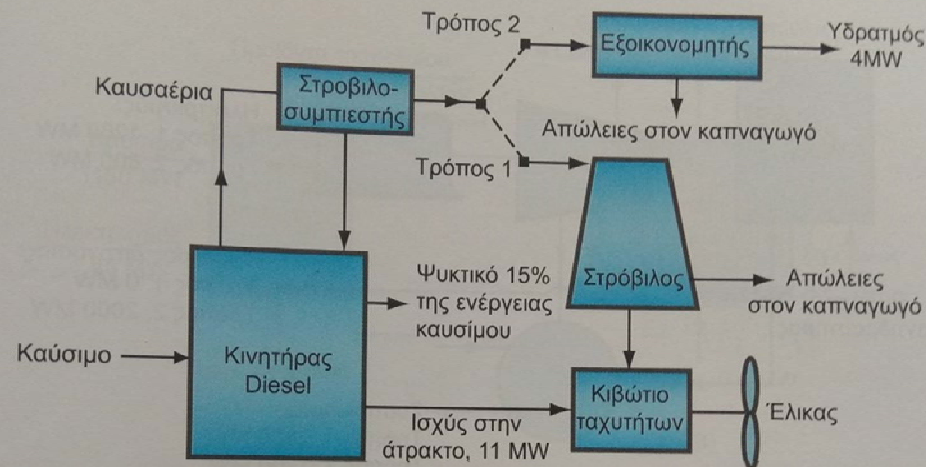 Τρόπος 2
Εξοικονομητής
Υδρατμός
4MW
Καυσαέρια
Στροβιλο-
συμπιεστής
Απώλειες στον καπναγωγό
Τρόπος 1
Στρόβιλος
Απώλειες
στον καπναγωγό
Ψυκτικό 15%
της ενέργειας
καυσίμου
Καύσιμο
Κινητήρας
Diesel
Ισχύς στην
άτρακτο, 11 MW
Κιβώτιο
ταχυτήτων
Έλικας